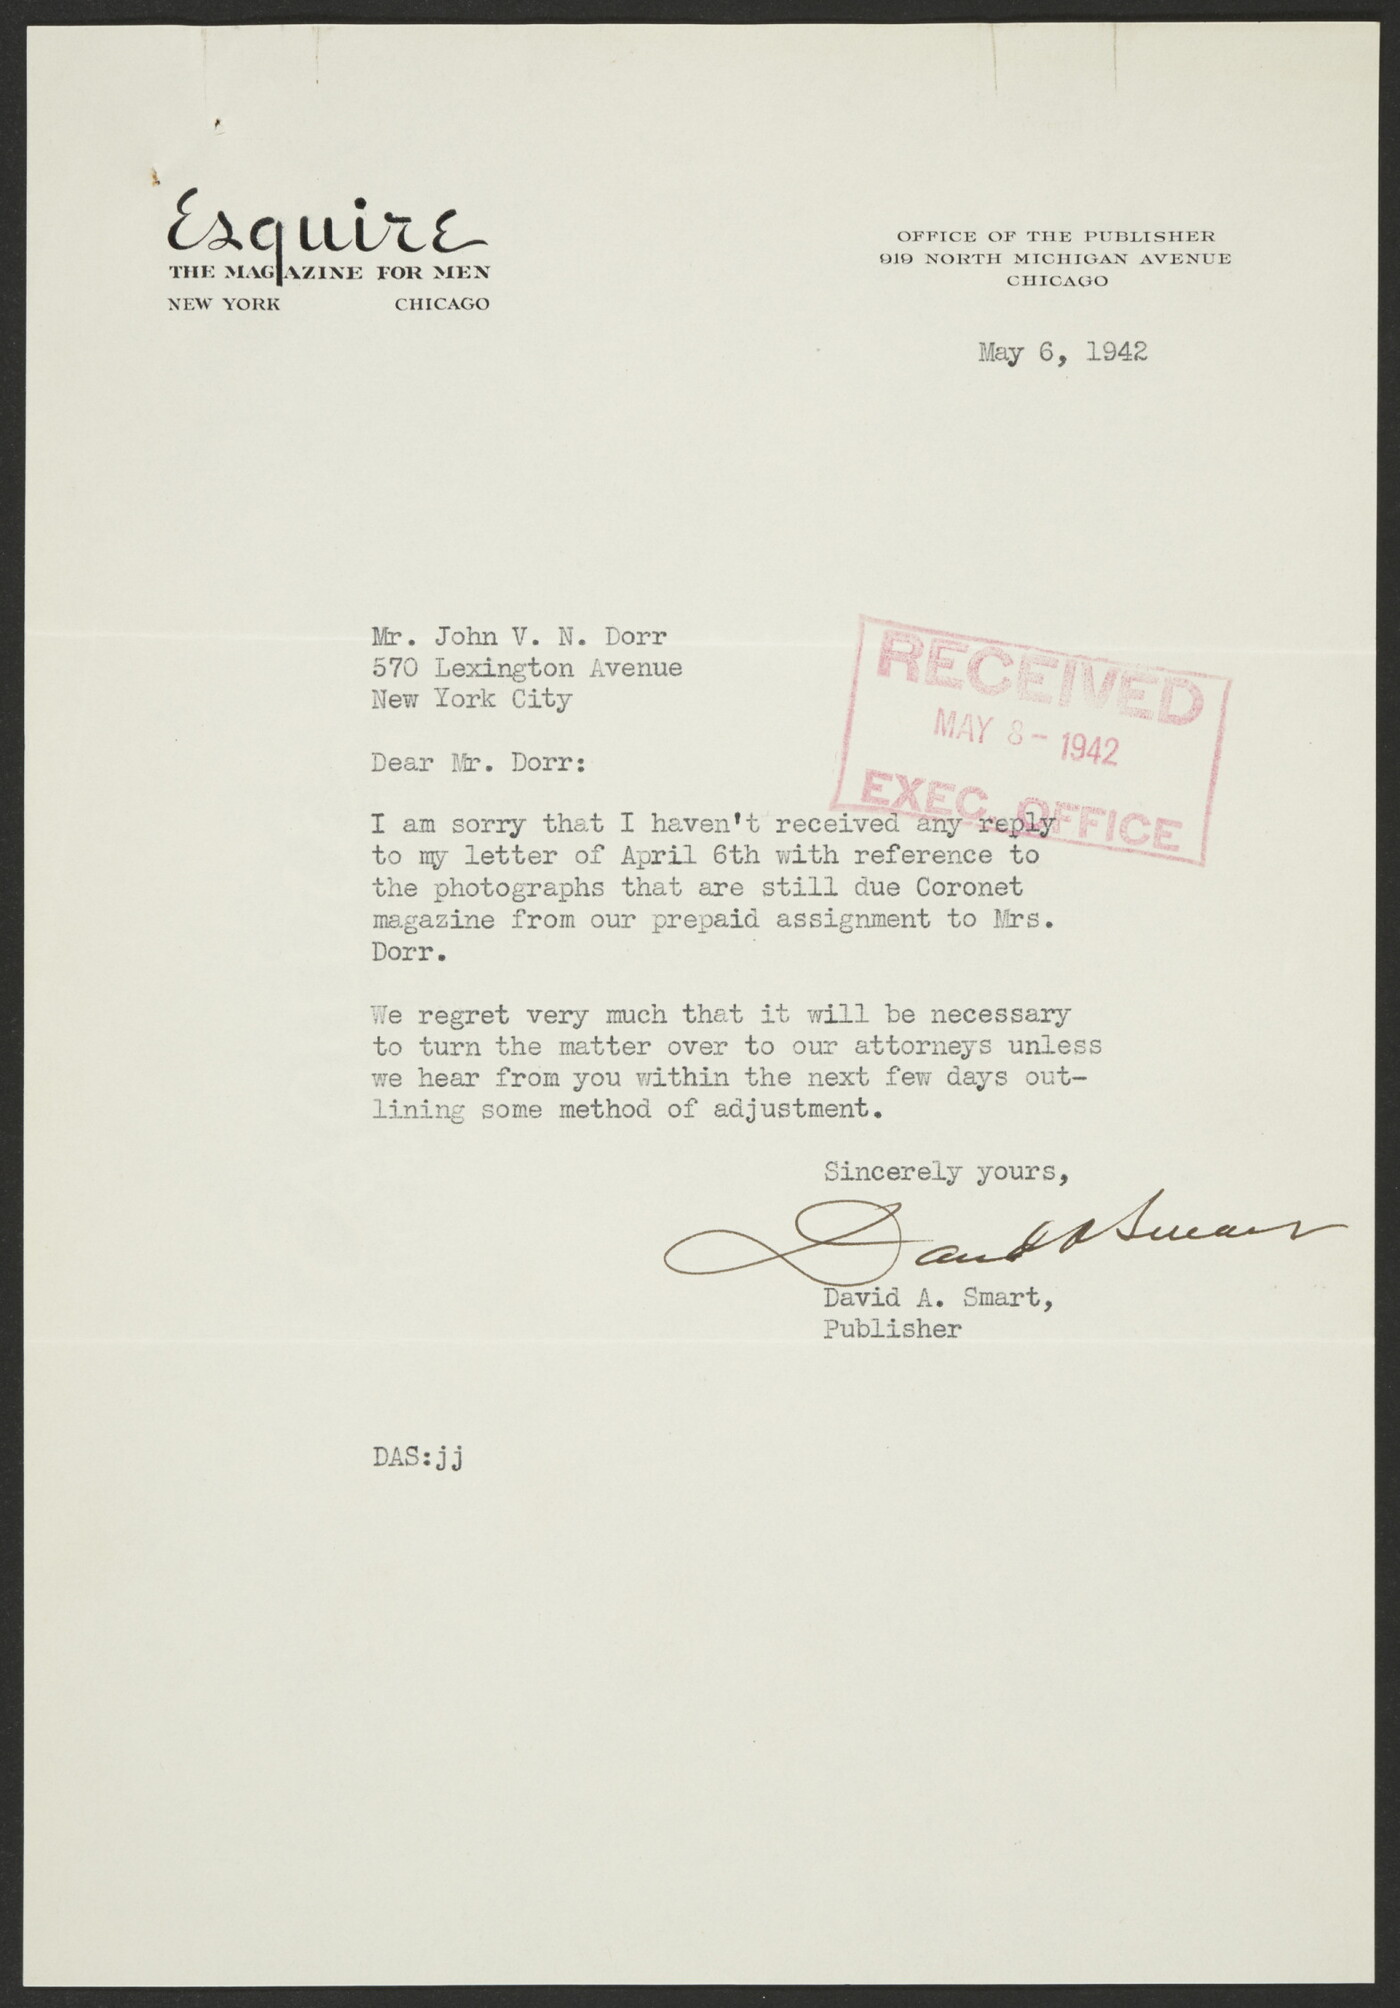 Esquire
THE MAGAZINE FOR MEN
NEW YORK CHICAGO
OFFICE OF THE PUBLISHER
919 NORTH MICHIGAN AVENUE
CHICAGO
May 6, 1942
Mr. John V. N. Dorr
570 Lexington Avenue
New York City
RECEIVED
MAY 8 - 1942
EXEC. OFFICE
Dear Mr. Dorr:
I am sorry that I haven't received any reply
to my letter of April 6th with reference to
the photographs that are still due Coronet
magazine from our prepaid assignment to Mrs.
Dorr.
We regret very much that it will be necessary
to turn the matter over to our attorneys unless
we hear from you within the next few days out-
lining some method of adjustment.
Sincerely yours,
David A Smart
David A. Smart,
Publisher
DAS:jj